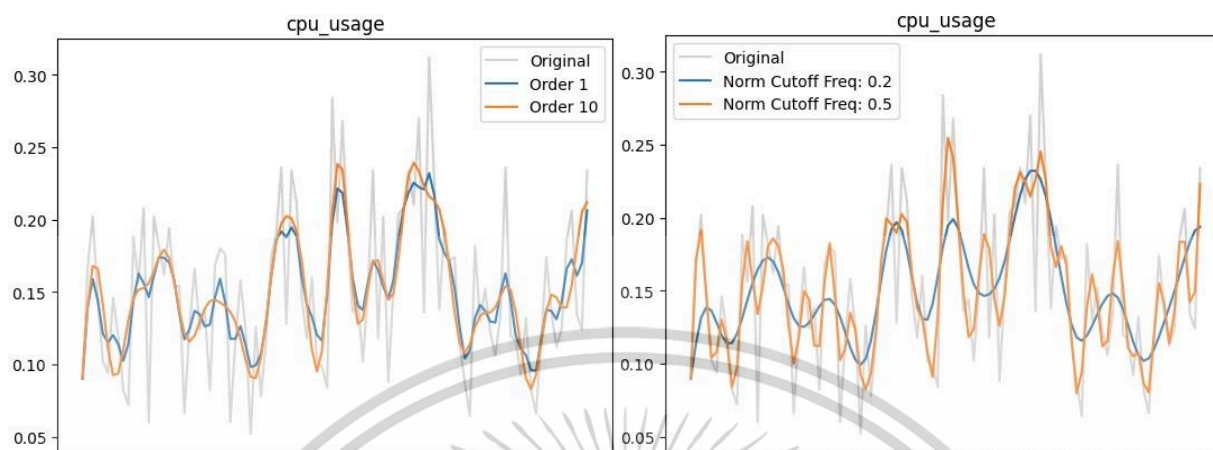 cpu_usage
Original
Order 1
Order 10
0.30
0.25
0.20
0.15
0.10
0.05
cpu_usage
Original
Norm Cutoff Freq: 0.2
Norm Cutoff Freq: 0.5
0.30
0.25
0.20
0.15
0.10
0.05